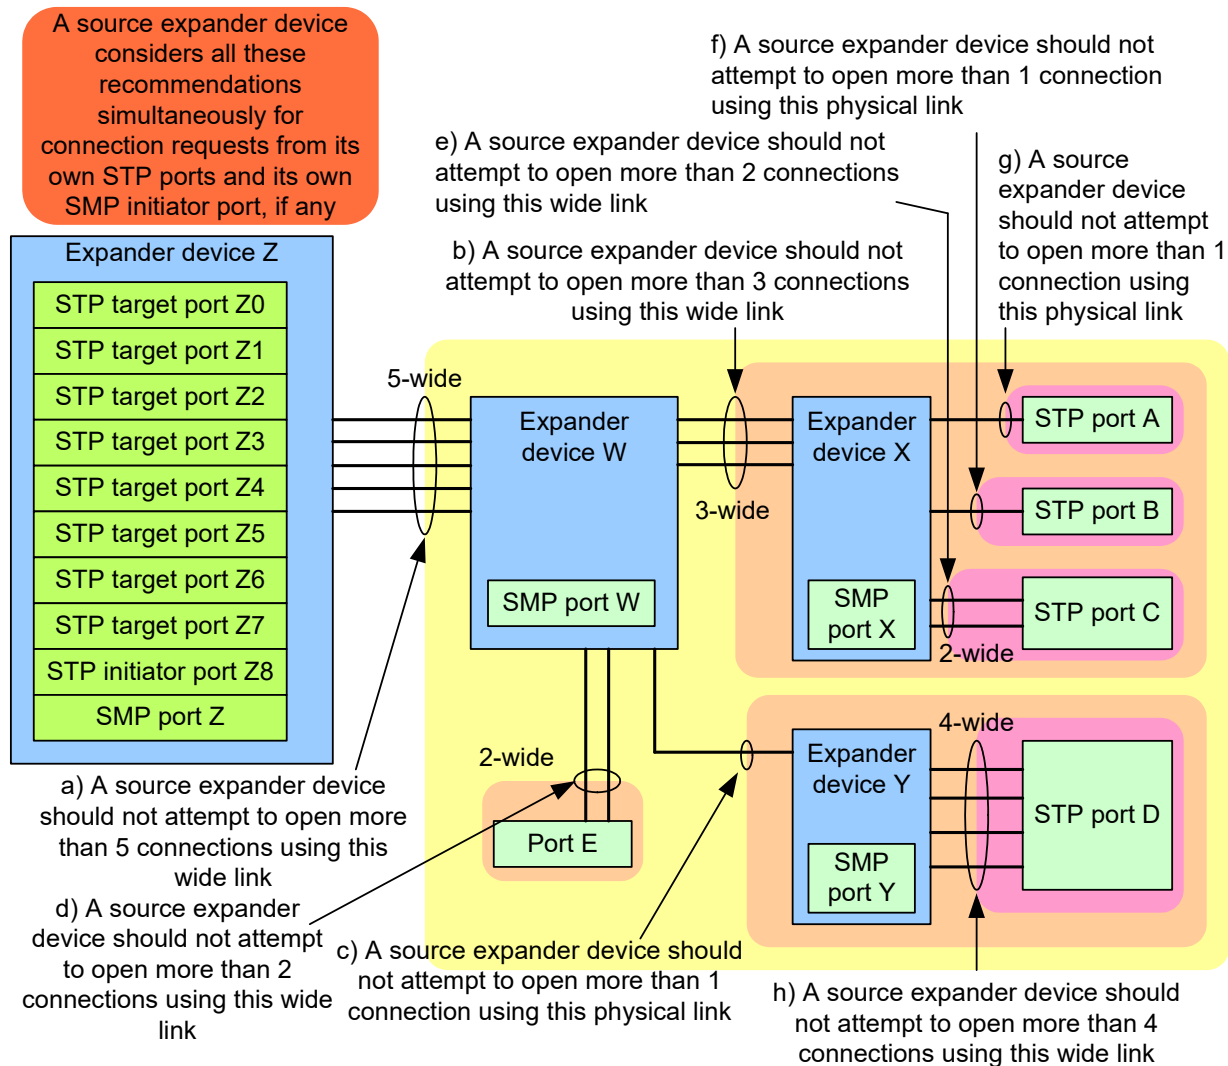 A source expander device
considers all these
recommendations
simultaneously for
connection requests from its
own STP ports and its own
SMP initiator port, if any
f) A source expander device should not
attempt to open more than 1 connection
using this physical link
e) A source expander device should not
attempt to open more than 2 connections
using this wide link
g) A source
expander device
should not attempt
to open more than 1
connection using
this physical link
b) A source expander device should not
attempt to open more than 3 connections
using this wide link
Expander device Z
STP target port Z0
STP target port Z1
STP target port Z2
STP target port Z3
STP target port Z4
STP target port Z5
STP target port Z6
STP target port Z7
STP initiator port Z8
SMP port Z
5-wide
Expander
device W
SMP port W
3-wide
Expander
device X
SMP
port X
STP port A
STP port B
STP port C
2-wide
2-wide
Port E
Expander
device Y
SMP
port Y
4-wide
STP port D
a) A source expander device
should not attempt to open more
than 5 connections using this
wide link
d) A source expander
device should not attempt
to open more than 2
connections using this wide
link
c) A source expander device should
not attempt to open more than 1
connection using this physical link
h) A source expander device should
not attempt to open more than 4
connections using this wide link